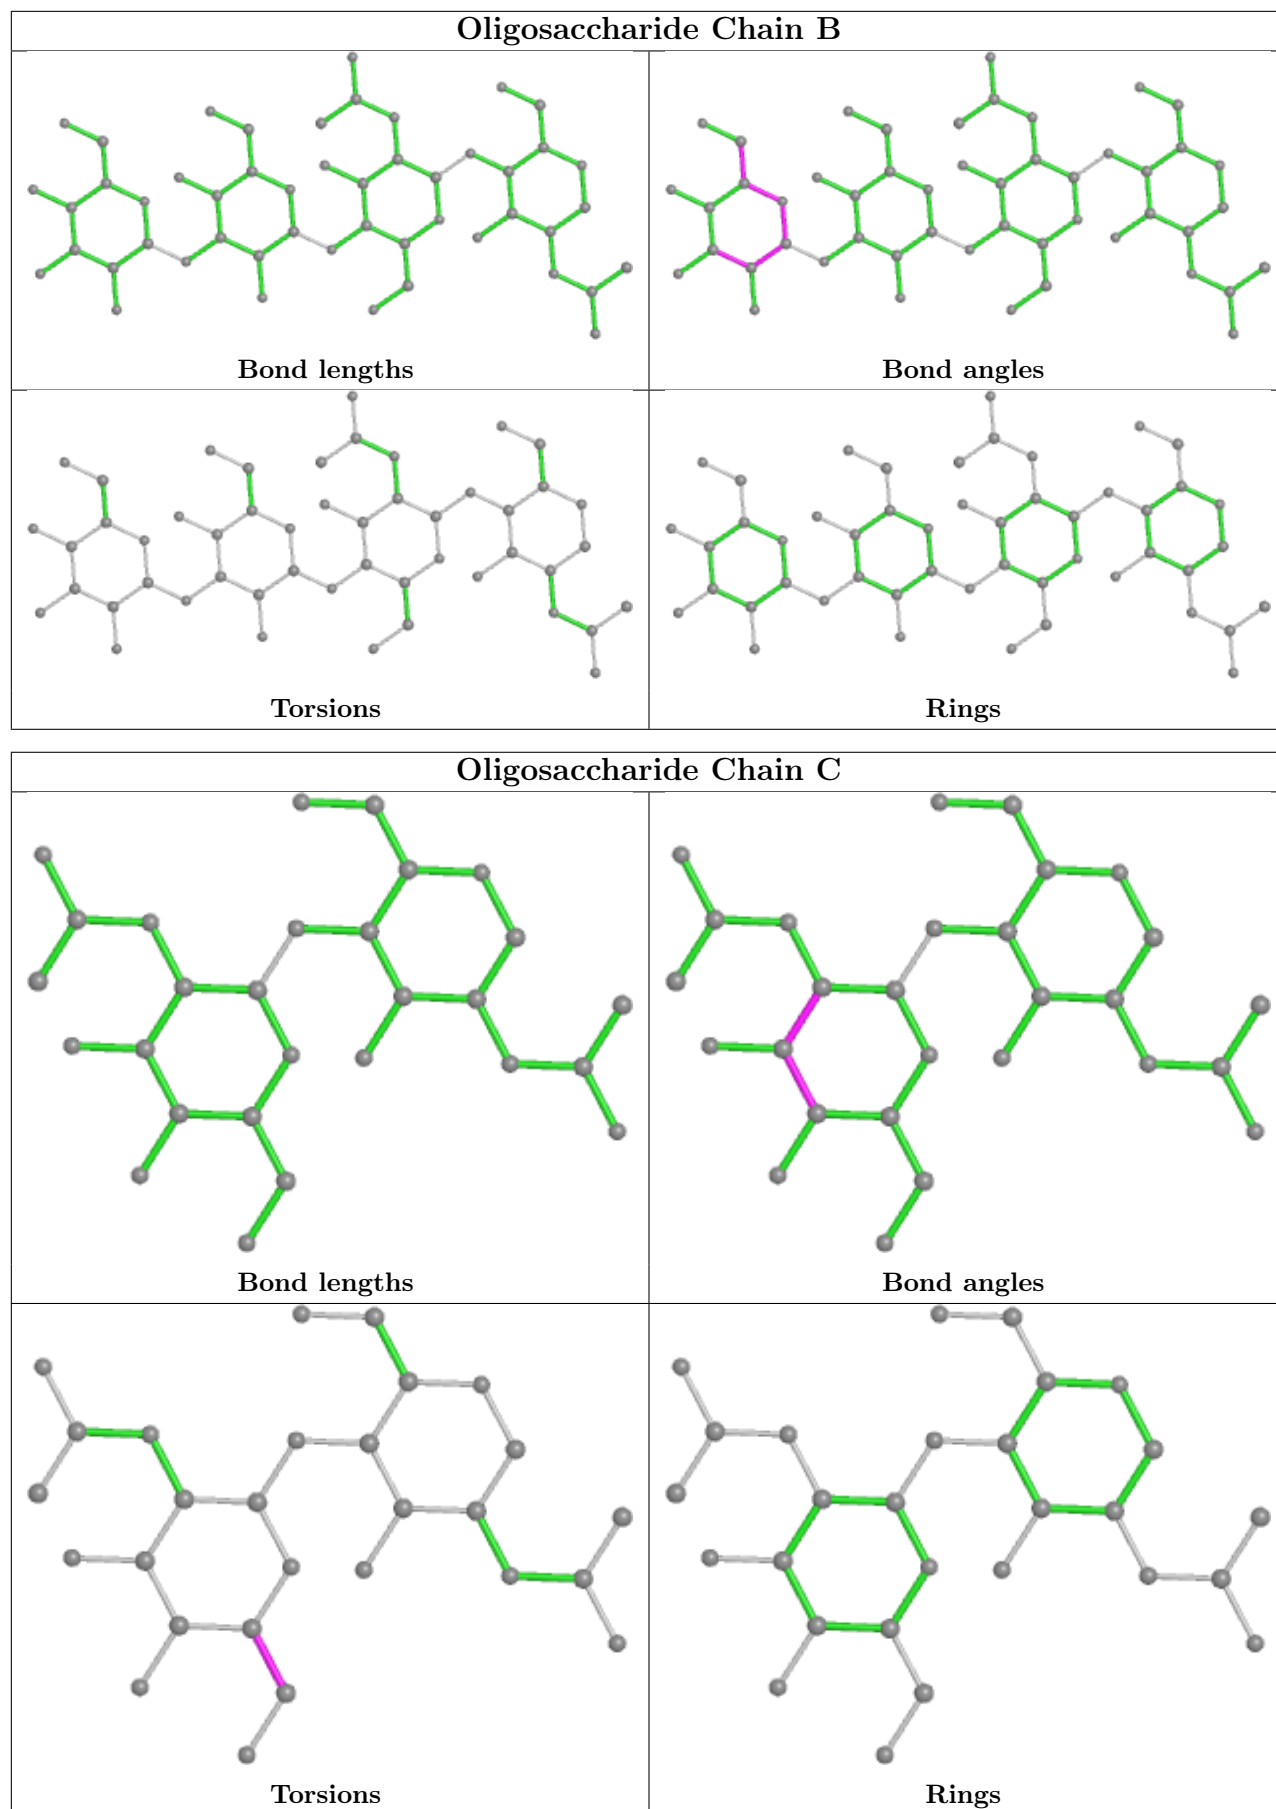 Oligosaccharide Chain B
Bond lengths
Bond angles
Torsions
Rings
Oligosaccharide Chain C
Bond lengths
Bond angles
Torsions
Rings